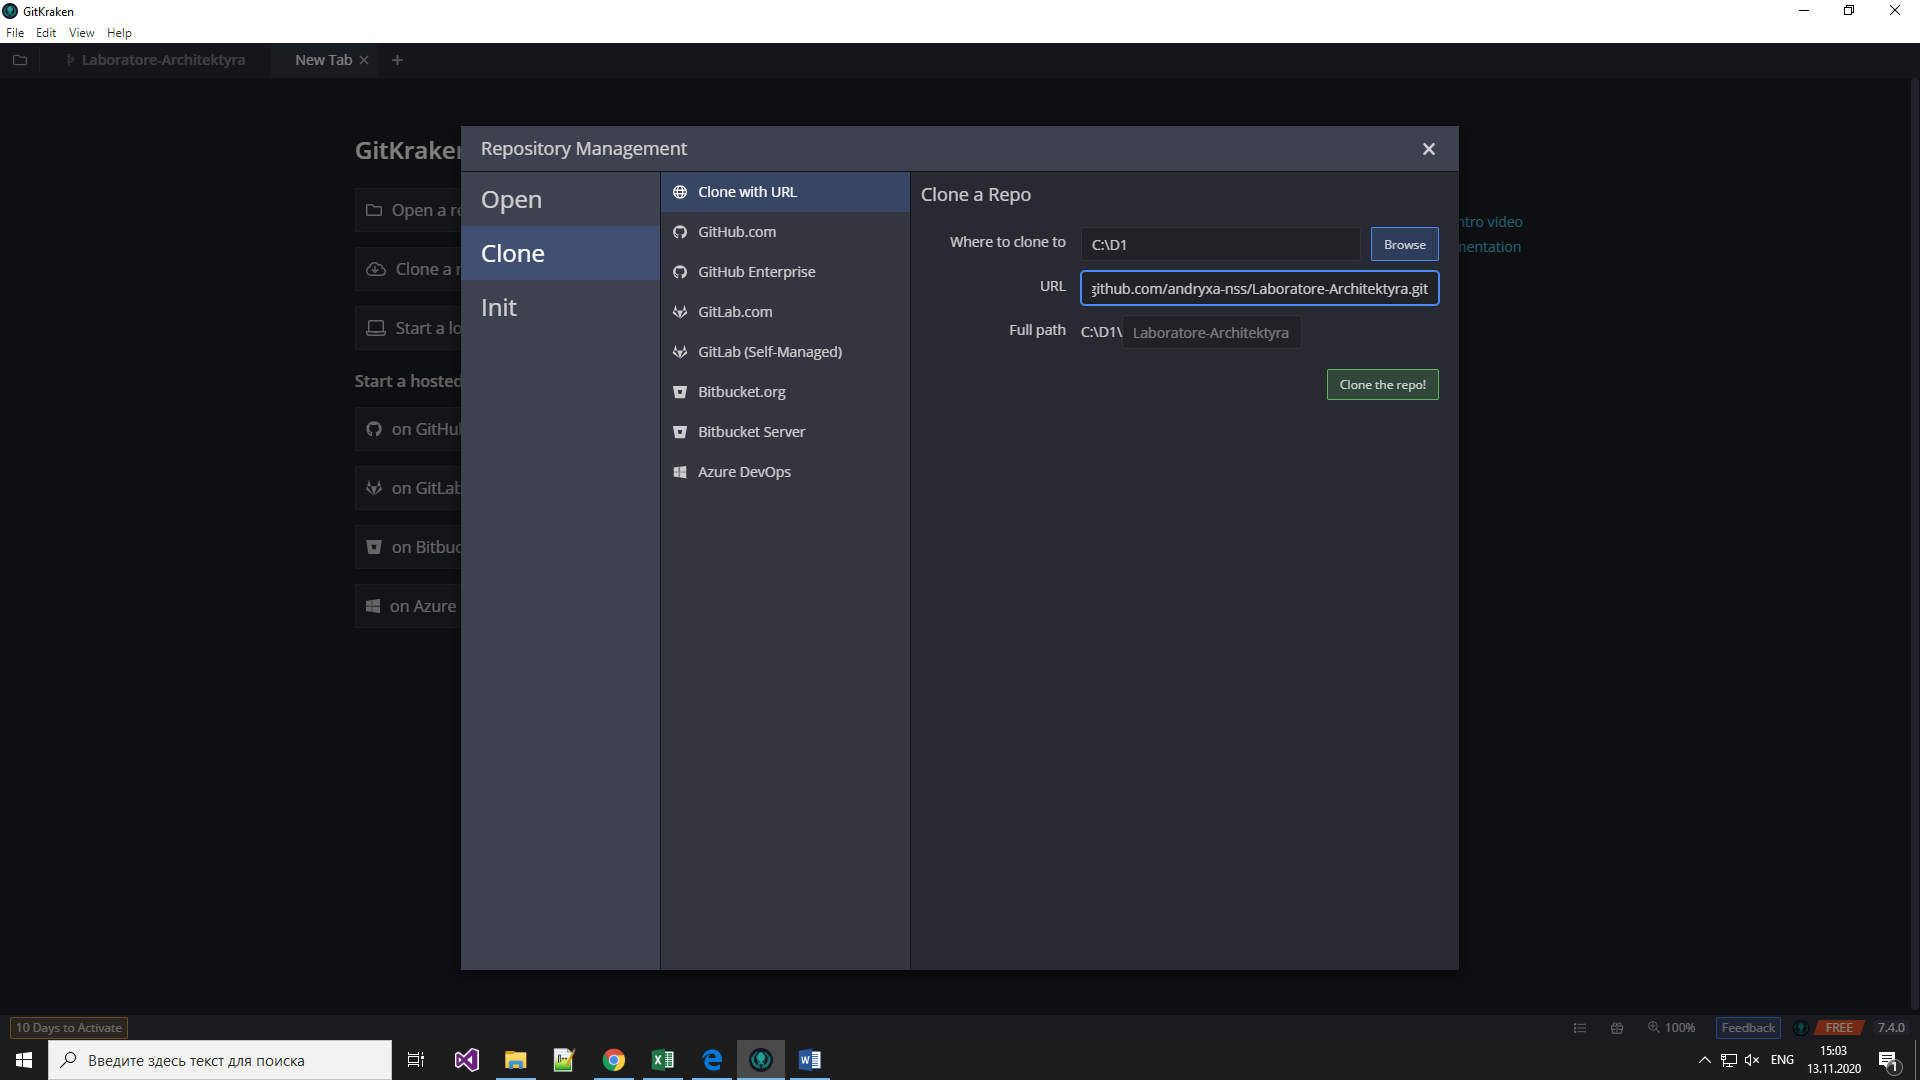 GitKraken
File Edit View Help
Laboratore-Architektyra New Tab
Repository Management
Open
Clone
Init
Clone with URL
GitHub.com
GitHub Enterprise
GitLab.com
GitLab (Self-Managed)
Bitbucket.org
Bitbucket Server
Azure DevOps
Clone a Repo
Where to clone to C:\D1 Browse
URL github.com/andryxa-nss/Laboratore-Architektyra.git
Full path C:\D1\ Laboratore-Architektyra
Clone the repo!
GitKraken
Open a re
Clone a r
Start a lo
Start a hosted
on GitHu
on GitLab
on Bitbuc
on Azure
ntro video
mentation
10 Days to Activate
100% Feedback FREE 7.4.0
Введите здесь текст для поиска
ENG
15:03
13.11.2020
1